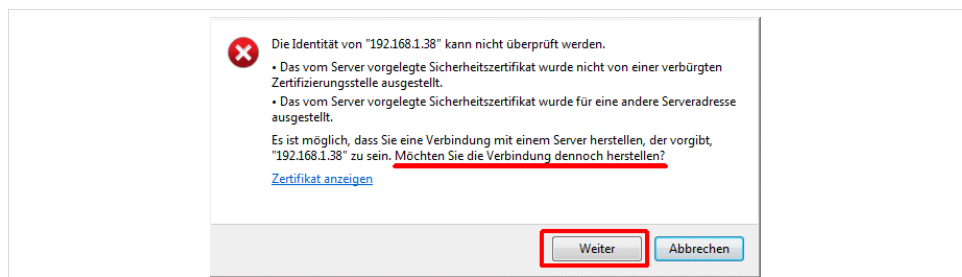 Die Identität von "192.168.1.38" kann nicht überprüft werden.
• Das vom Server vorgelegte Sicherheitszertifikat wurde nicht von einer verbürgten
Zertifizierungsstelle ausgestellt.
• Das vom Server vorgelegte Sicherheitszertifikat wurde für eine andere Serveradresse
ausgestellt.
Es ist möglich, dass Sie eine Verbindung mit einem Server herstellen, der vorgibt,
"192.168.1.38" zu sein. Möchten Sie die Verbindung dennoch herstellen?
Zertifikat anzeigen
Weiter Abbrechen